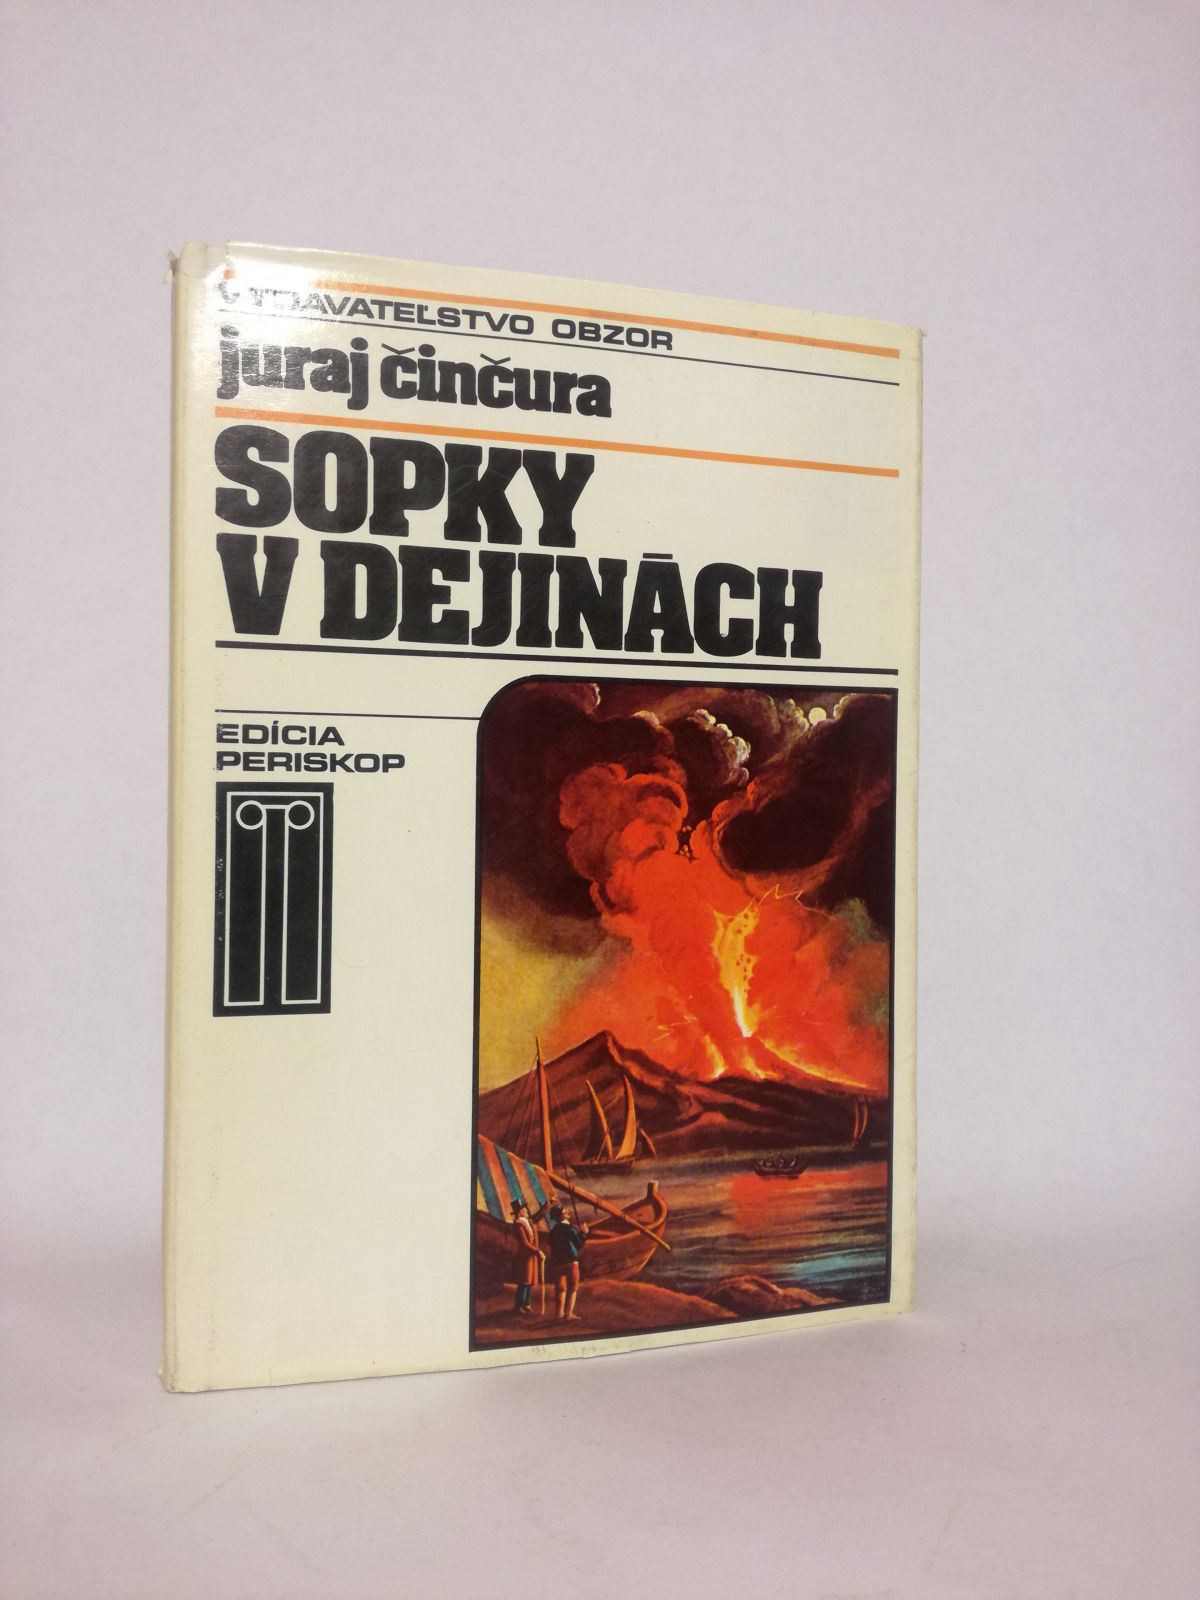 VYDAVATEĽSTVO OBZOR
juraj činčura
SOPKY
V DEJINÁCH
EDÍCIA
PERISKOP